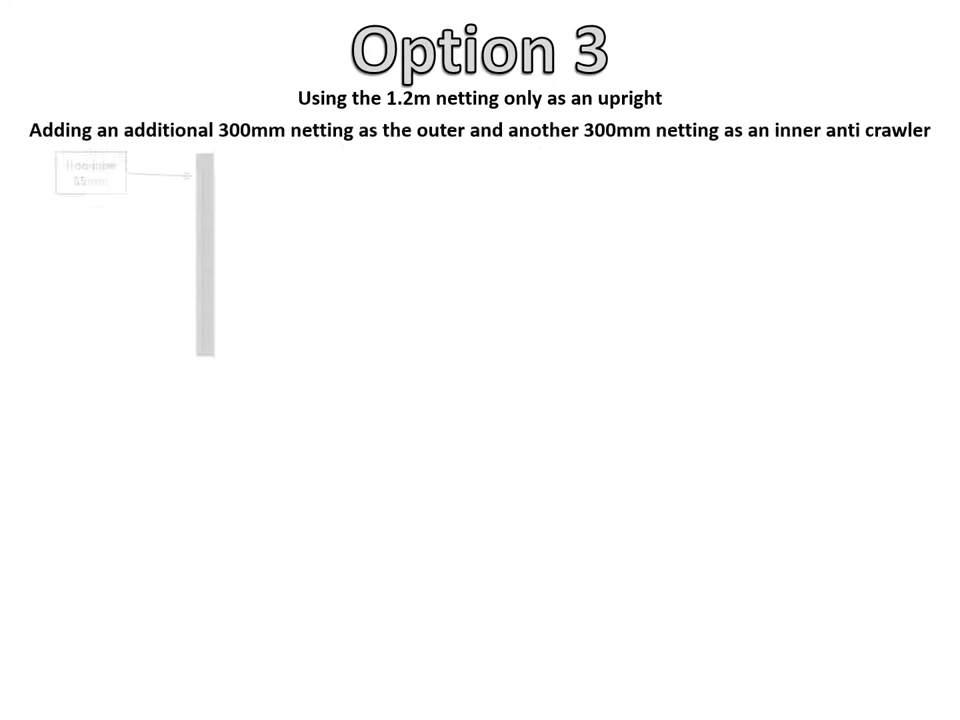 Option 3
Using the 1.2m netting only as an upright
Adding an additional 300mm netting as the outer and another 300mm netting as an inner anti crawler